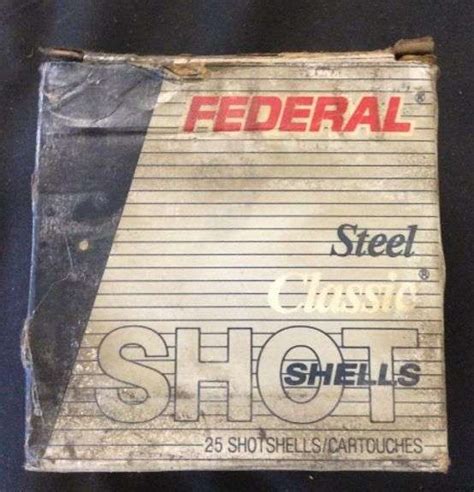 FEDERAL®
Steel
Classic®
SHOT
SHELLS
25 SHOTSHELLS/CARTOUCHES